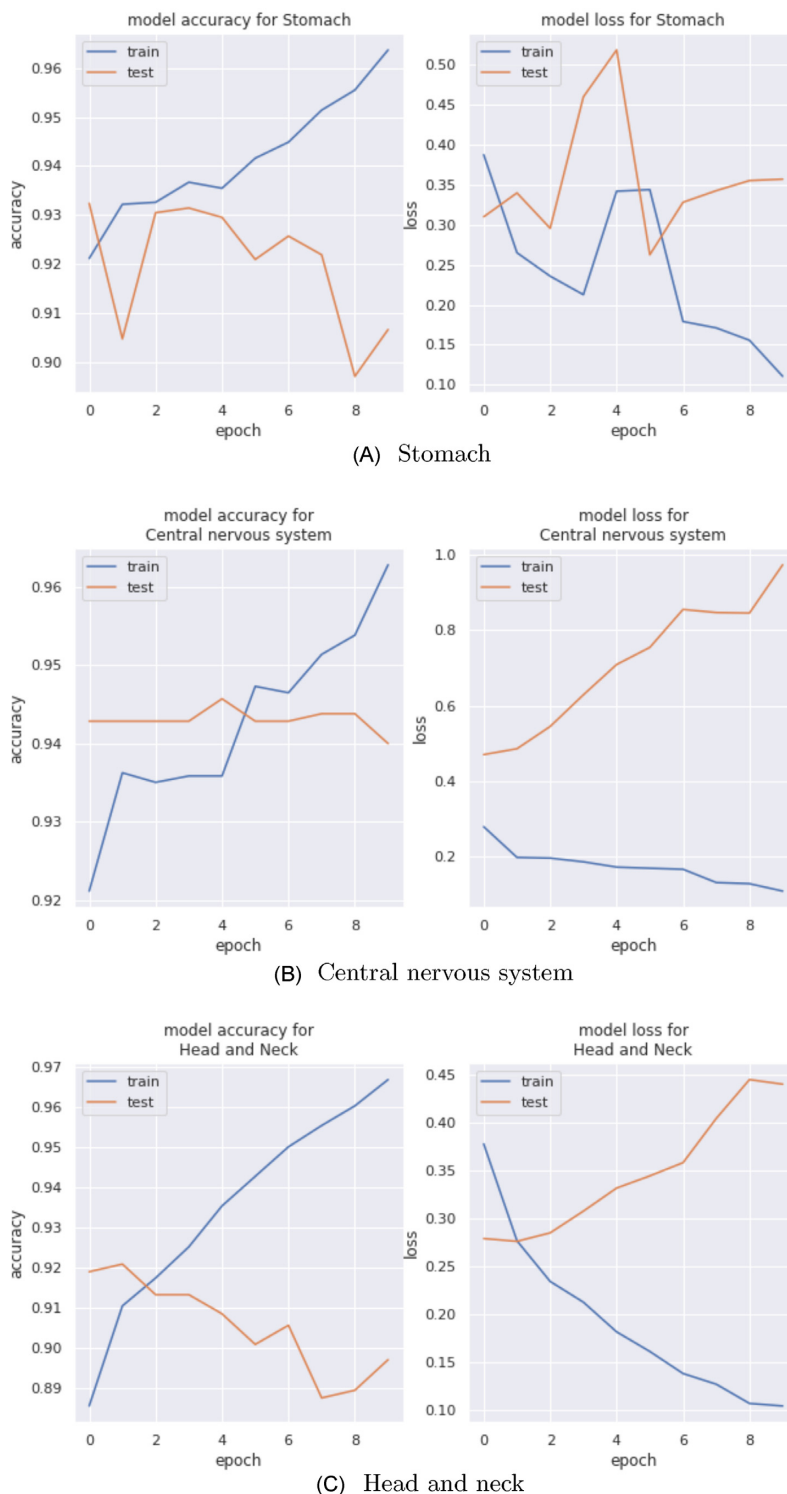 model accuracy for Stomach
train
test
0.96
0.95
0.94
0.93
0.92
0.91
0.90
accuracy
0 2 4 6 8
epoch
model loss for Stomach
train
test
0.50
0.45
0.40
0.35
0.30
0.25
0.20
0.15
0.10
loss
0 2 4 6 8
epoch
(A) Stomach
model accuracy for
Central nervous system
train
test
0.96
0.95
0.94
0.93
0.92
accuracy
0 2 4 6 8
epoch
model loss for
Central nervous system
train
test
1.0
0.8
0.6
0.4
0.2
loss
0 2 4 6 8
epoch
(B) Central nervous system
model accuracy for
Head and Neck
train
test
0.97
0.96
0.95
0.94
0.93
0.92
0.91
0.90
0.89
accuracy
0 2 4 6 8
epoch
model loss for
Head and Neck
train
test
0.45
0.40
0.35
0.30
0.25
0.20
0.15
0.10
loss
0 2 4 6 8
epoch
(C) Head and neck